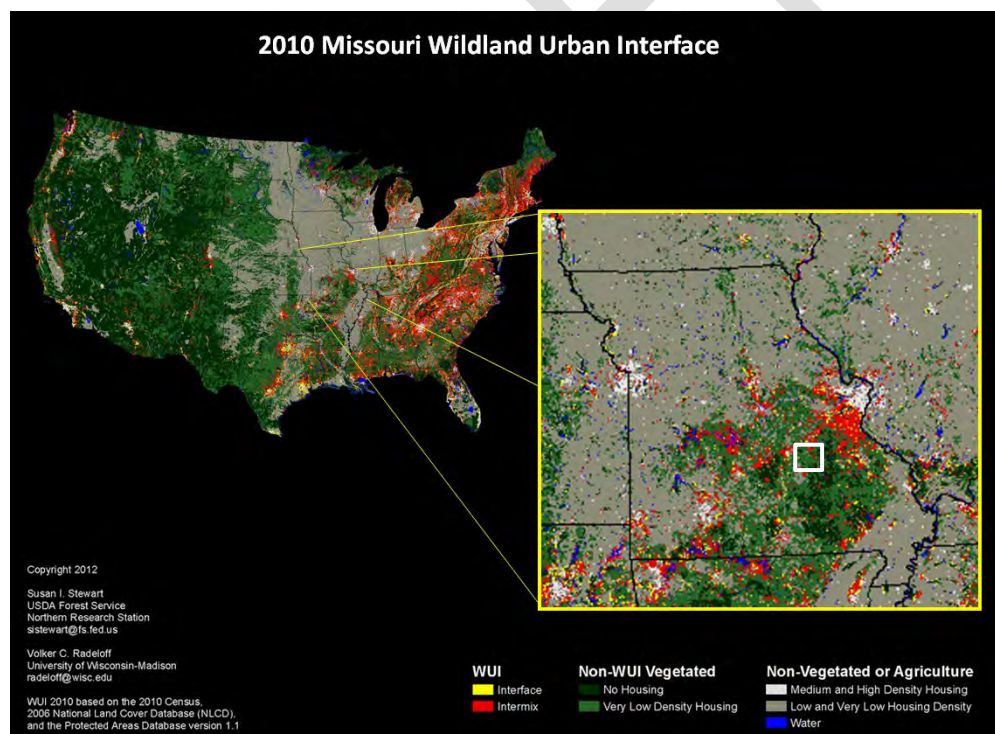 2010 Missouri Wildland Urban Interface
Copyright 2012
Susan I. Stewart
USDA Forest Service
Northern Research Station
sistewart@fs.fed.us
Volker C. Radeloff
University of Wisconsin-Madison
radeloff@wisc.edu
WUI 2010 based on the 2010 Census,
2006 National Land Cover Database (NLCD),
and the Protected Areas Database version 1.1
WUI
Interface
Intermix
Non-WUI Vegetated
No Housing
Very Low Density Housing
Non-Vegetated or Agriculture
Medium and High Density Housing
Low and Very Low Housing Density
Water